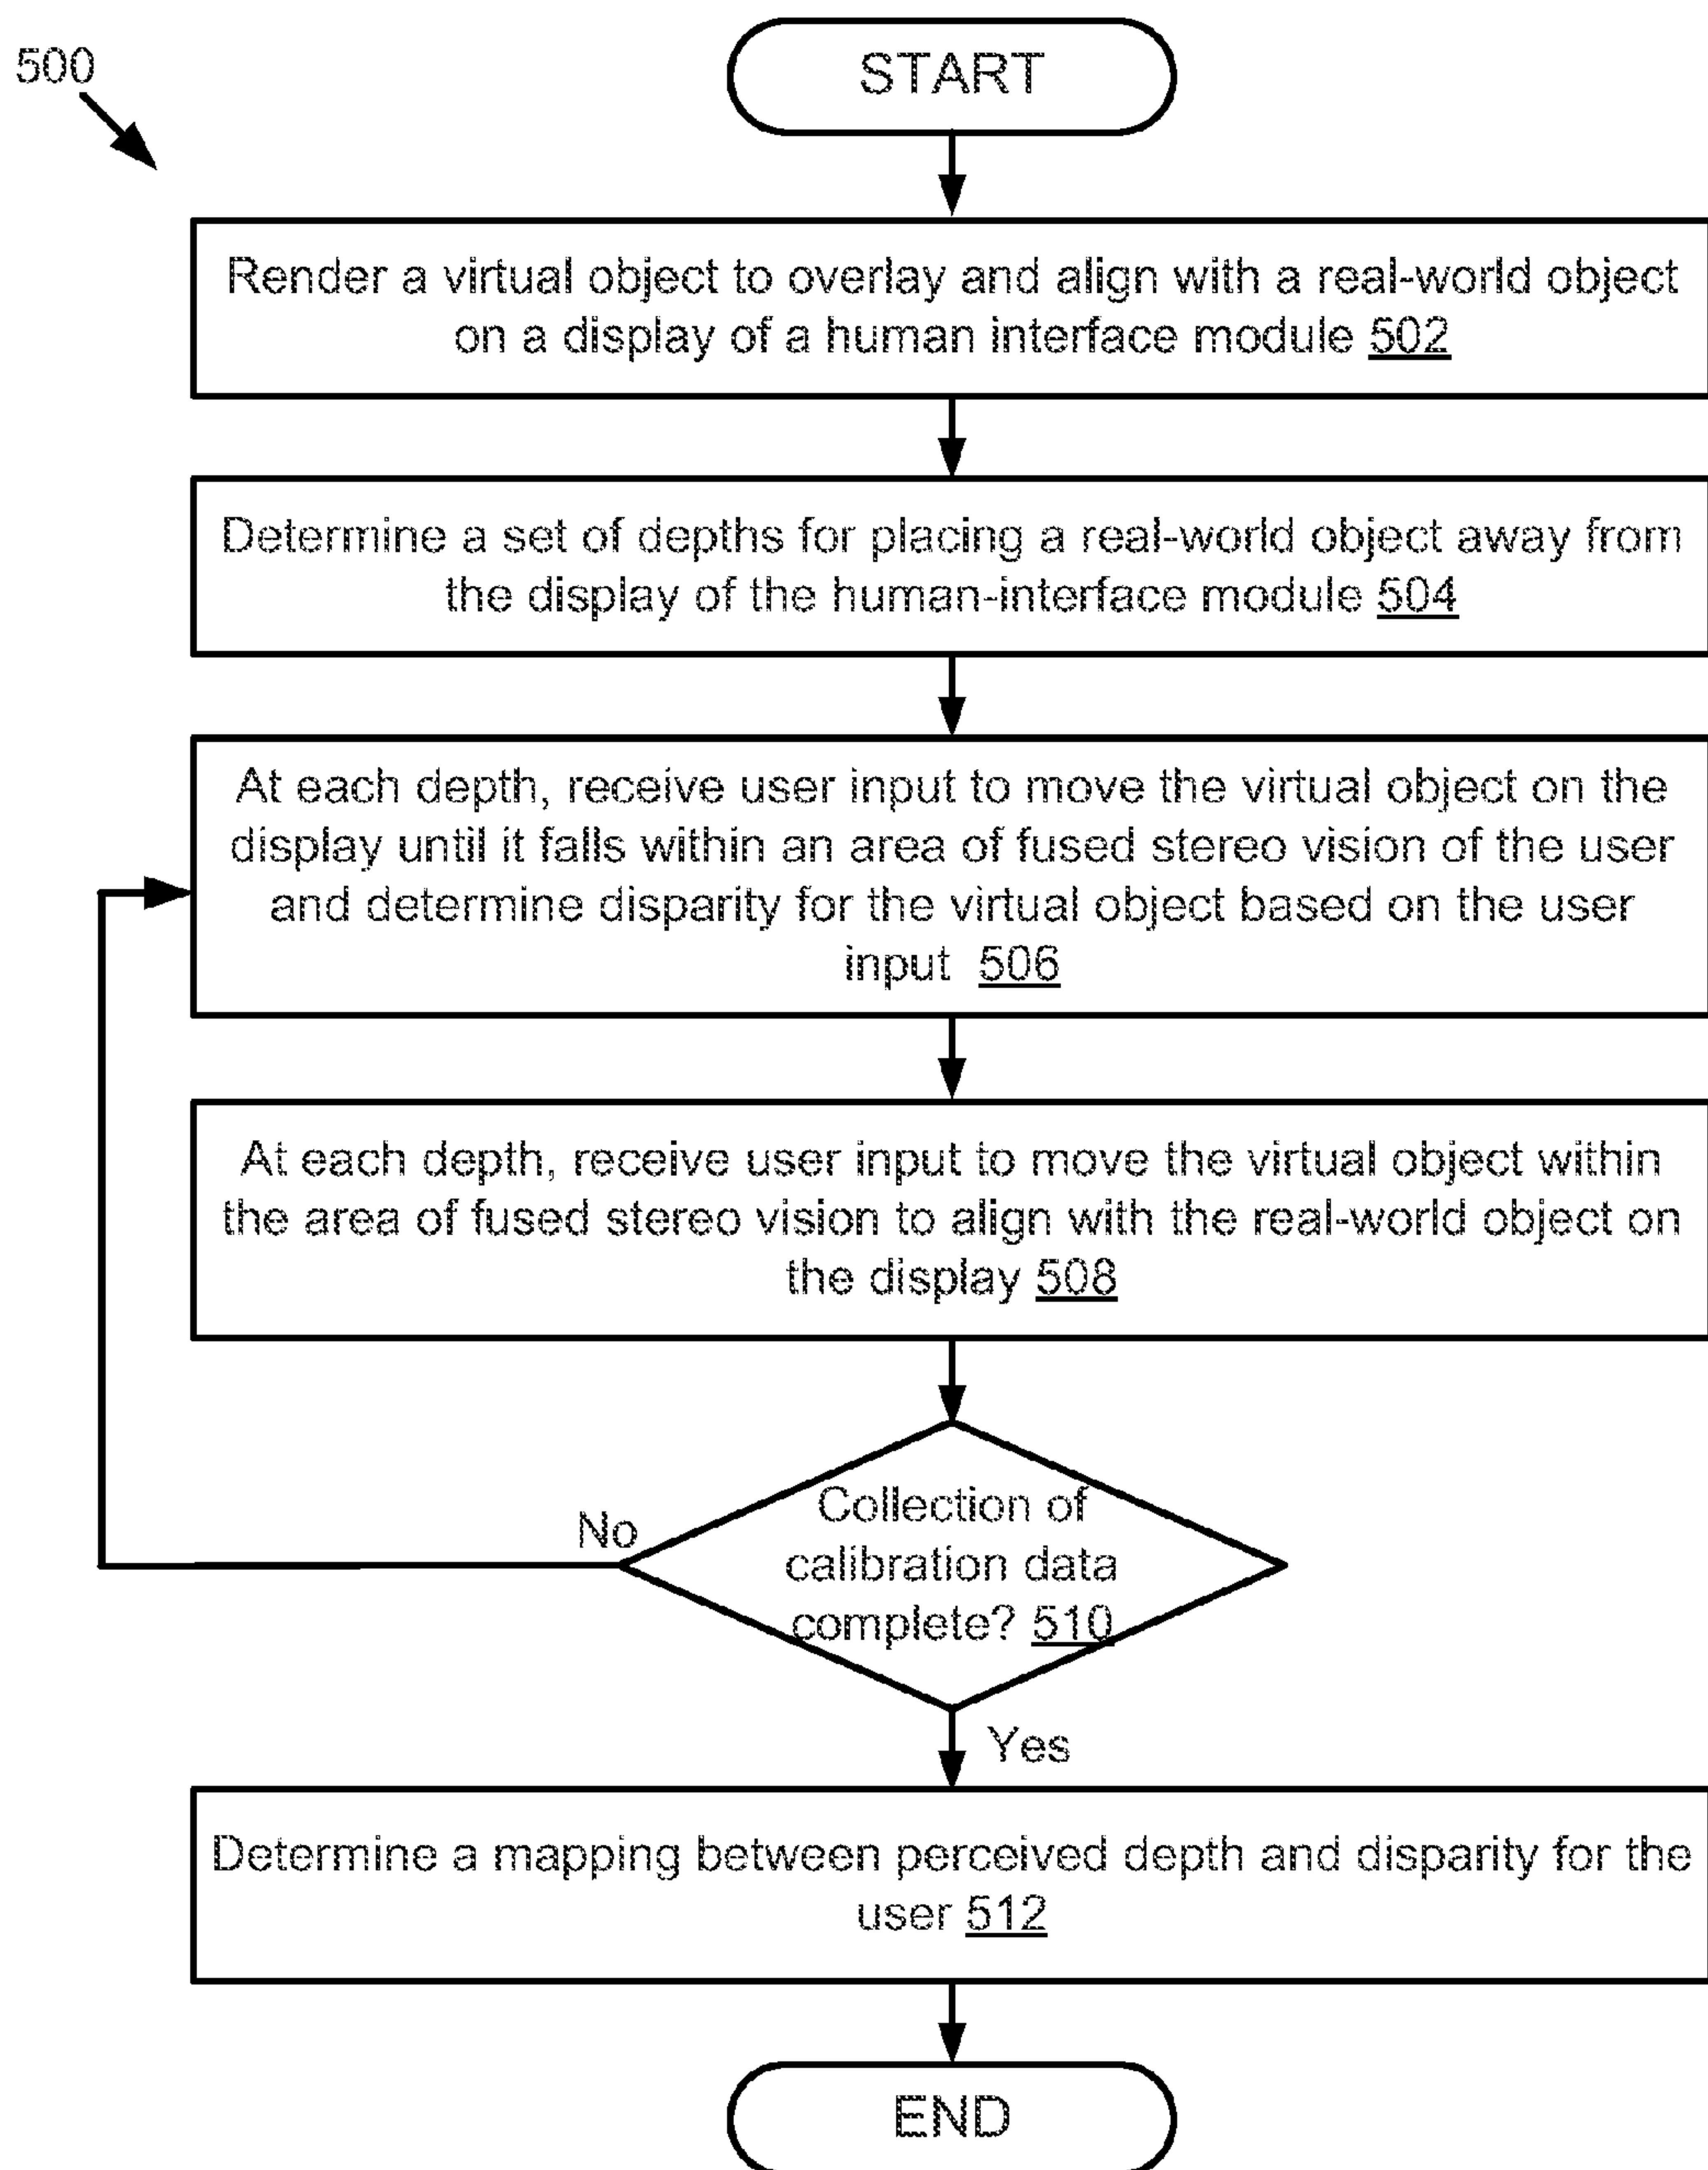 500
START
Render a virtual object to overlay and align with a real-world object
on a display of a human interface module 502
Determine a set of depths for placing a real-world object away from
the display of the human-interface module 504
At each depth, receive user input to move the virtual object on the
display until it falls within an area of fused stereo vision of the user
and determine disparity for the virtual object based on the user
input 506
At each depth, receive user input to move the virtual object within
the area of fused stereo vision to align with the real-world object on
the display 508
Collection of
No
calibration data
complete? 510
Yes
Determine a mapping between perceived depth and disparity for the
user 512
END